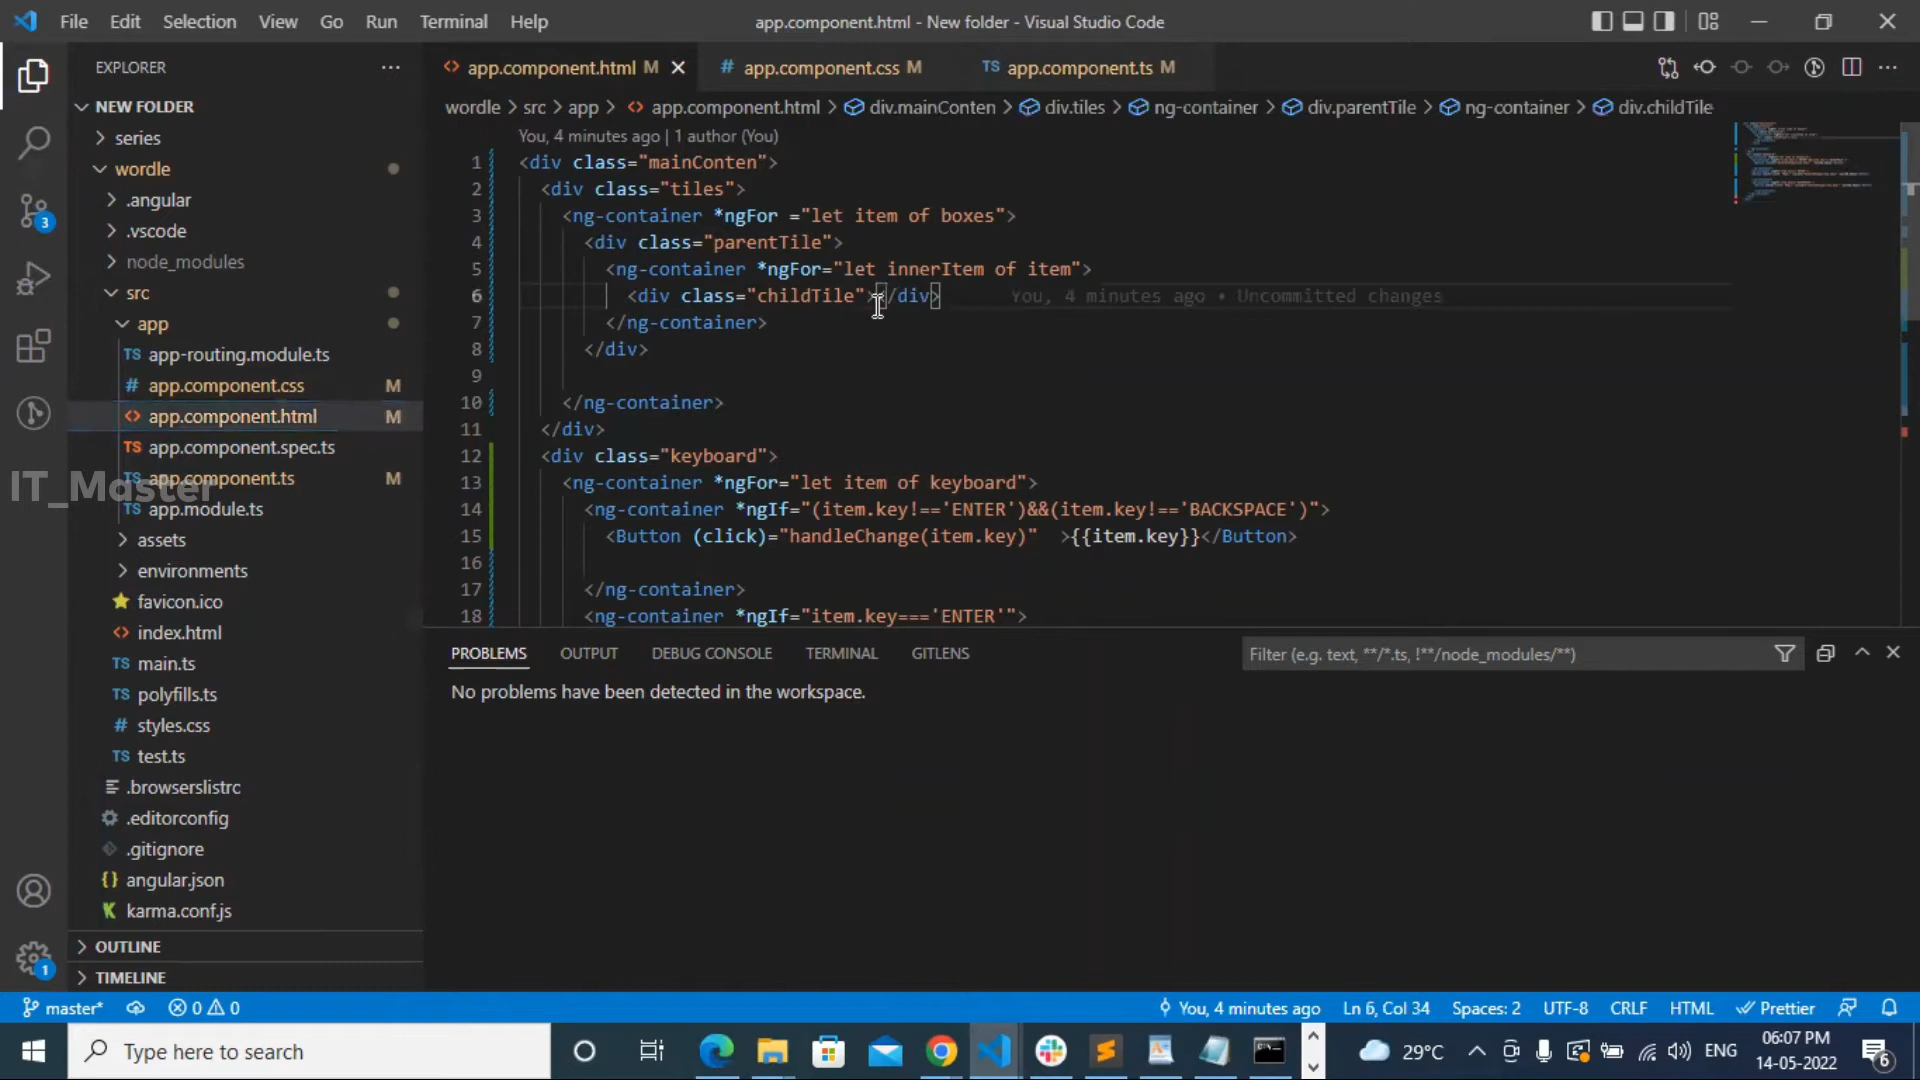 File Edit Selection View Go Run Terminal Help app.component.html - New folder - Visual Studio Code
EXPLORER
NEW FOLDER
series
wordle
.angular
.vscode
node_modules
src
app
TS app-routing.module.ts
# app.component.css M
<> app.component.html M
TS app.component.spec.ts
TS app.component.ts M
TS app.module.ts
assets
environments
favicon.ico
<> index.html
TS main.ts
TS polyfills.ts
# styles.css
TS test.ts
.browserslistrc
.editorconfig
.gitignore
{} angular.json
karma.conf.js
OUTLINE
TIMELINE
IT_Master
3
1
<> app.component.html M # app.component.css M TS app.component.ts M
wordle > src > app > <> app.component.html > div.mainConten > div.tiles > ng-container > div.parentTile > ng-container > div.childTile
You, 4 minutes ago | 1 author (You)
1 <div class="mainConten">
2 <div class="tiles">
3 <ng-container *ngFor ="let item of boxes">
4 <div class="parentTile">
5 <ng-container *ngFor="let innerItem of item">
6 <div class="childTile"></div> You, 4 minutes ago • Uncommitted changes
7 </ng-container>
8 </div>
9
10 </ng-container>
11 </div>
12 <div class="keyboard">
13 <ng-container *ngFor="let item of keyboard">
14 <ng-container *ngIf="(item.key!=='ENTER')&&(item.key!=='BACKSPACE')">
15 <Button (click)="handleChange(item.key)" >{{item.key}}</Button>
16
17 </ng-container>
18 <ng-container *ngIf="item.key==='ENTER'">
PROBLEMS OUTPUT DEBUG CONSOLE TERMINAL GITLENS Filter (e.g. text, **/*.ts, !**/node_modules/**)
No problems have been detected in the workspace.
master* 0 0 You, 4 minutes ago Ln 6, Col 34 Spaces: 2 UTF-8 CRLF HTML Prettier
Type here to search 29°C ENG 06:07 PM
14-05-2022
6